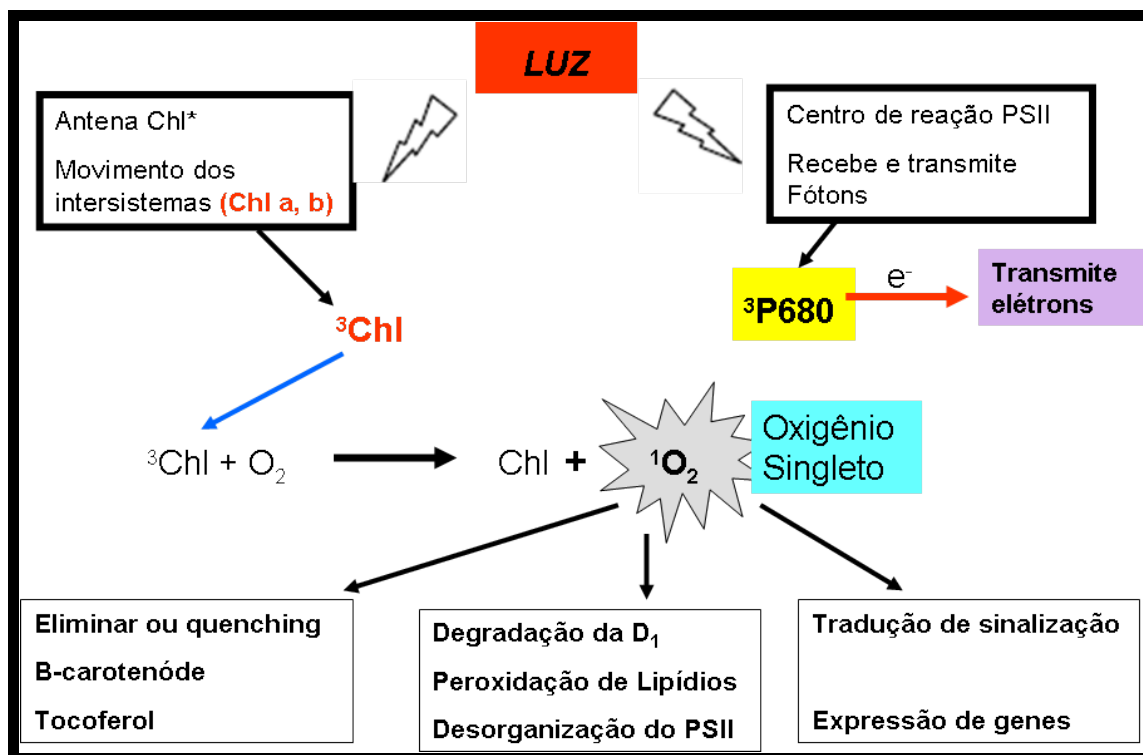 LUZ
Antena Chl*
Movimento dos
intersistemas (Chl a, b)
Centro de reação PSII
Recebe e transmite
Fótons
³Chl
³P680
e⁻
Transmite
elétrons
³Chl + O₂
Chl + ¹O₂
Oxigênio
Singleto
Eliminar ou quenching
B-carotenóde
Tocoferol
Degradação da D₁
Peroxidação de Lipídios
Desorganização do PSII
Tradução de sinalização
Expressão de genes